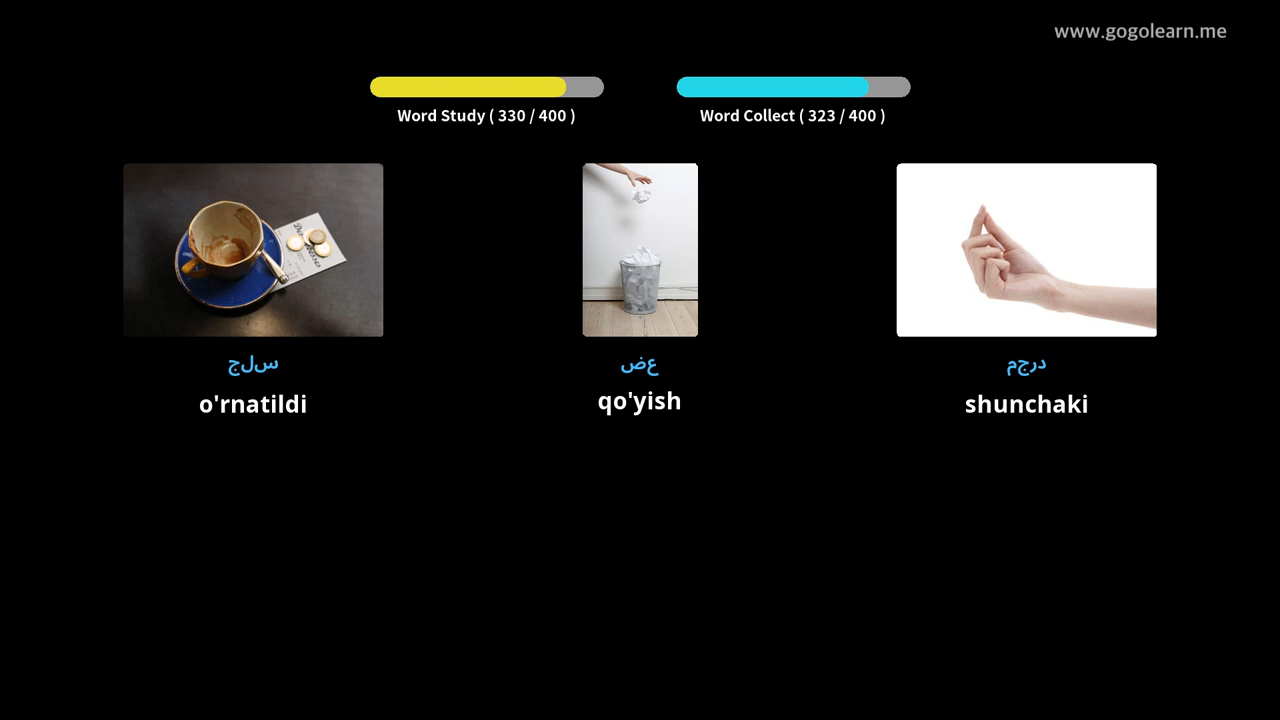 www.gogolearn.me
Word Study ( 330 / 400 ) Word Collect ( 323 / 400 )
سلج عض درجم
o'rnatildi qo'yish shunchaki